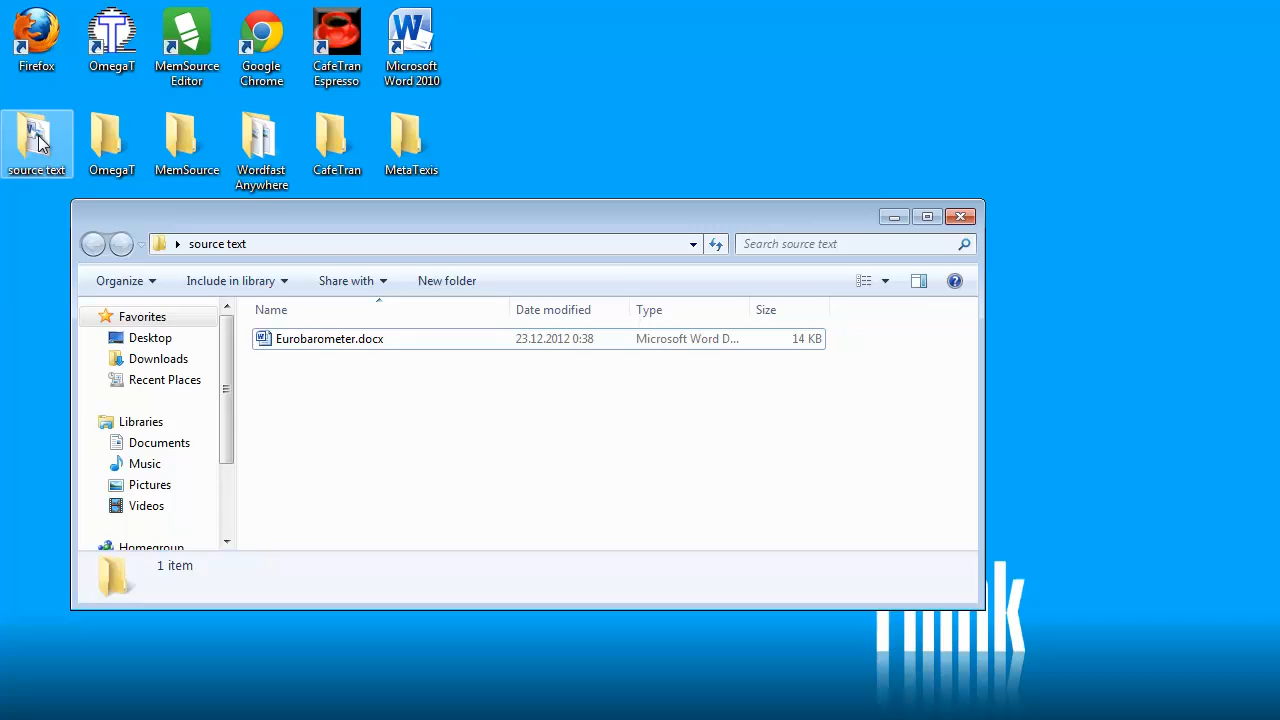 Firefox
OmegaT
MemSource
Editor
Google
Chrome
CafeTran
Espresso
Microsoft
Word 2010
source text
OmegaT
MemSource
Wordfast
Anywhere
CafeTran
MetaTexis
source text
Search source text
Organize
Include in library
Share with
New folder
Name
Date modified
Type
Size
Favorites
Desktop
Downloads
Recent Places
Libraries
Documents
Music
Pictures
Videos
Homegroup
Eurobarometer.docx
23.12.2012 0:38
Microsoft Word D...
14 KB
1 item